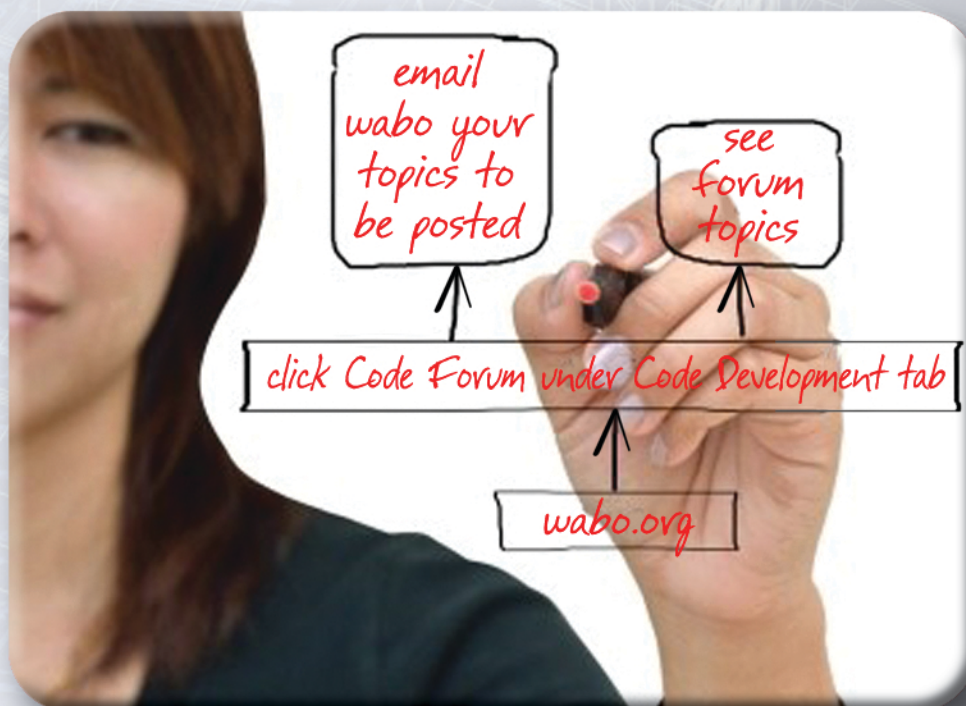 email
wabo your
topics to
be posted
see
forum
topics
click Code Forum under Code Development tab
wabo.org